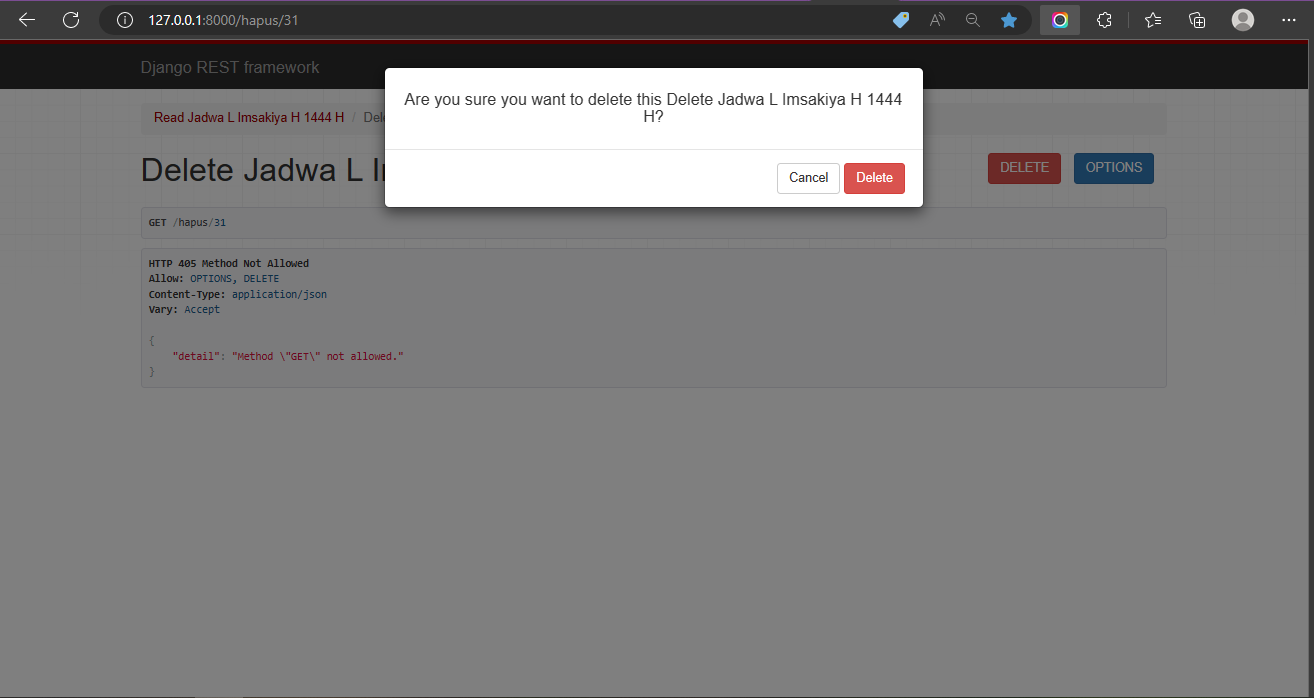 127.0.0.1:8000/hapus/31
Django REST framework
Are you sure you want to delete this Delete Jadwa L Imsakiya H 1444
H?
Cancel Delete
Read Jadwa L Imsakiya H 1444 H / Del
Delete Jadwa L
DELETE OPTIONS
GET /hapus/31
HTTP 405 Method Not Allowed
Allow: OPTIONS, DELETE
Content-Type: application/json
Vary: Accept
{
"detail": "Method \"GET\" not allowed."
}